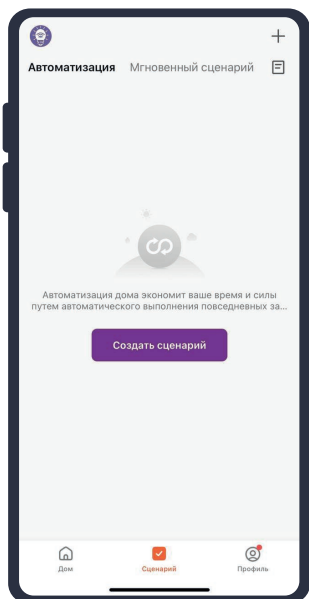 Автоматизация Мгновенный сценарий
Автоматизация дома экономит ваше время и силы
путем автоматического выполнения повседневных за...
Создать сценарий
Дом Сценарий Профиль